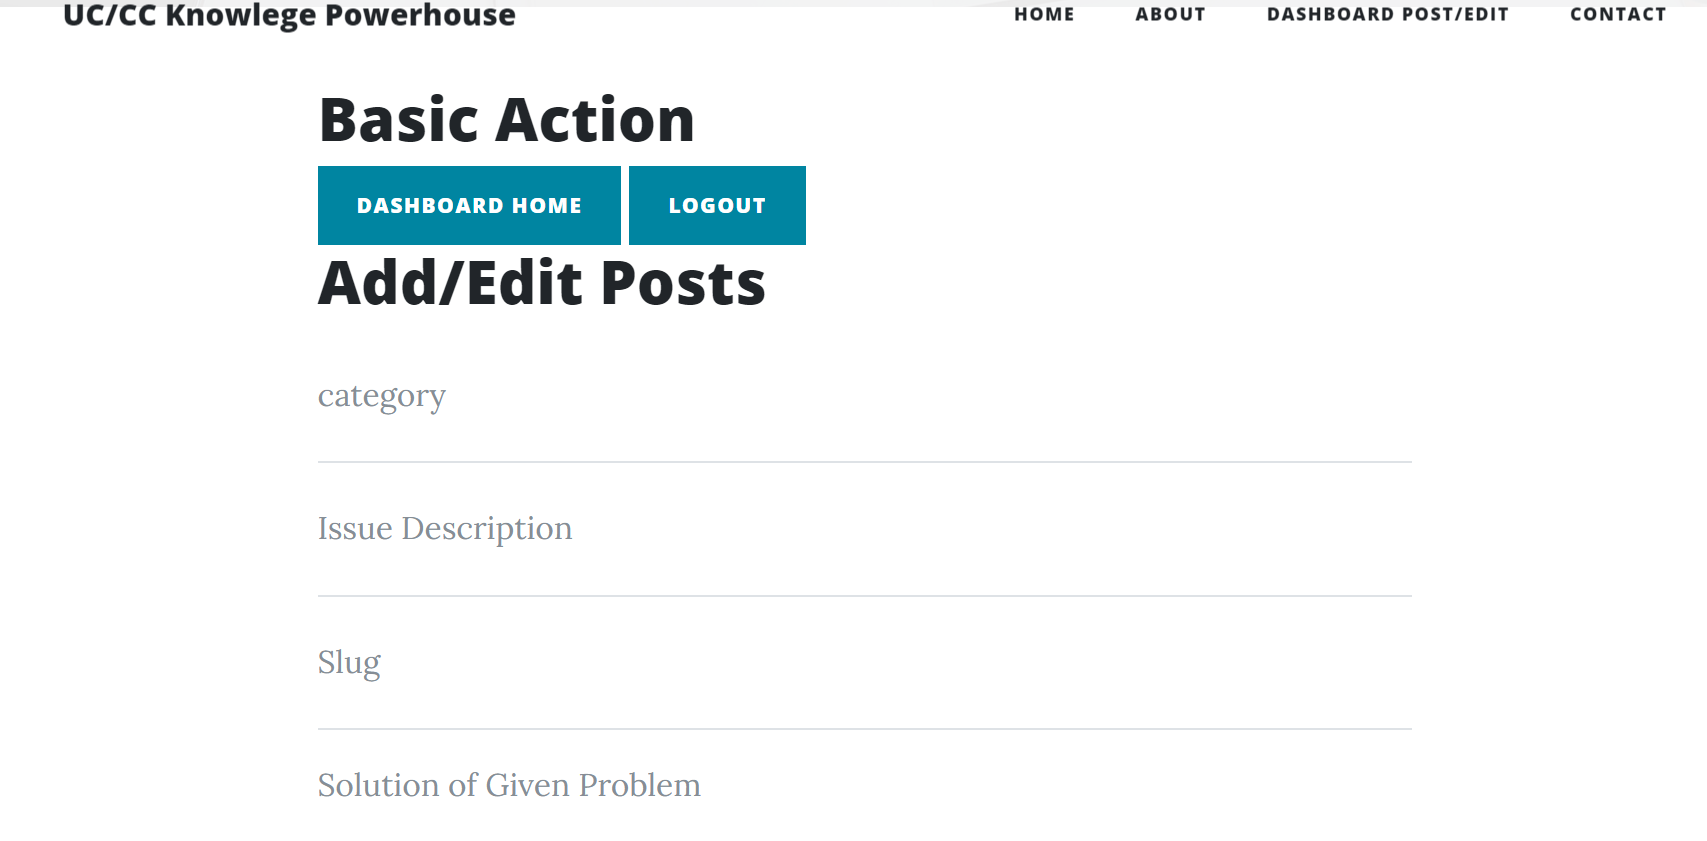 UC/CC Knowlege Powerhouse
HOME ABOUT DASHBOARD POST/EDIT CONTACT
Basic Action
DASHBOARD HOME LOGOUT
Add/Edit Posts
category
Issue Description
Slug
Solution of Given Problem